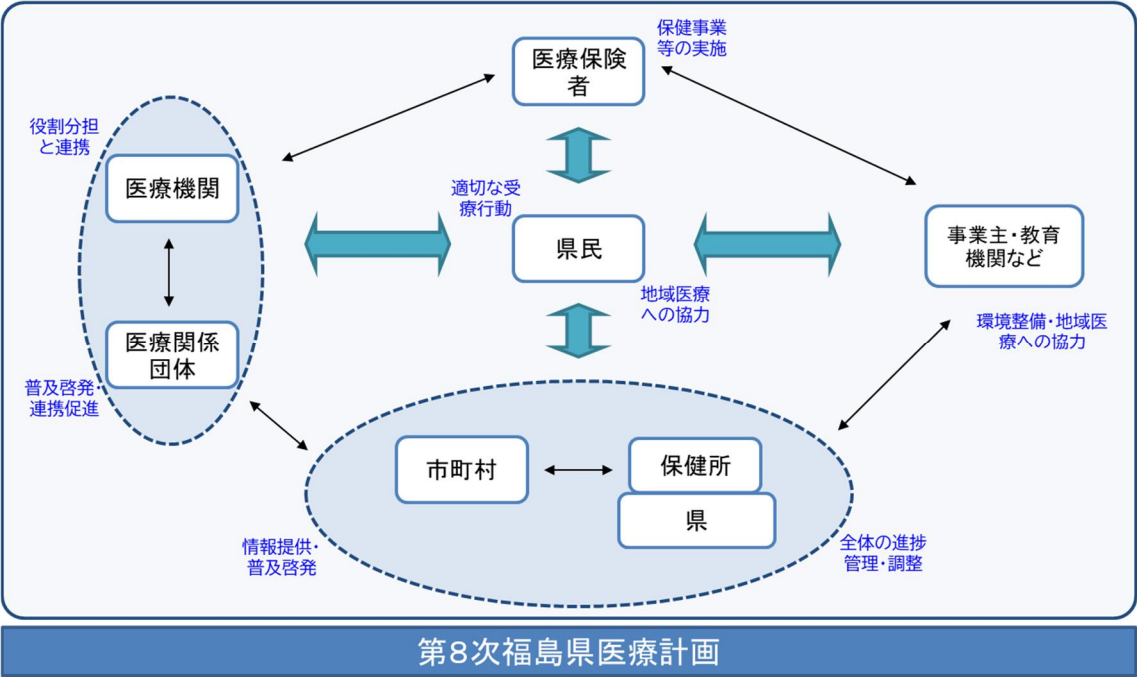 保健事業
等の実施
医療保険
者
役割分担
と連携
医療機関
適切な受
療行動
県民
地域医療
への協力
事業主・教育
機関など
環境整備・地域医
療への協力
医療関係
団体
普及啓発・
連携促進
市町村
保健所
県
情報提供・
普及啓発
全体の進捗
管理・調整
第8次福島県医療計画